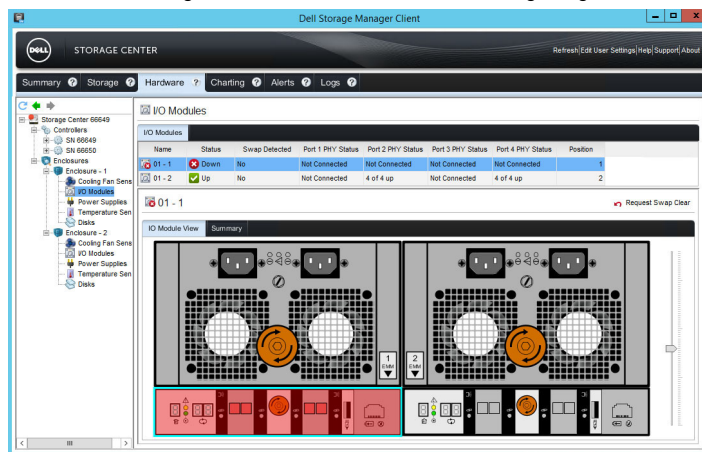 Dell Storage Manager Client
DELL STORAGE CENTER
Refresh Edit User Settings Help Support About
Summary ? Storage ? Hardware ? Charting ? Alerts ? Logs ?
Storage Center 66649
Controllers
SN 66649
SN 66650
Enclosures
Enclosure - 1
Cooling Fan Sens
I/O Modules
Power Supplies
Temperature Sen
Disks
Enclosure - 2
Cooling Fan Sens
I/O Modules
Power Supplies
Temperature Sen
Disks
I/O Modules
I/O Modules
Name Status Swap Detected Port 1 PHY Status Port 2 PHY Status Port 3 PHY Status Port 4 PHY Status Position
01 - 1 Down No Not Connected Not Connected Not Connected Not Connected 1
01 - 2 Up No Not Connected 4 of 4 up Not Connected Not Connected 2
01 - 1
Request Swap Clear
I/O Module View Summary
1 EMM
2 EMM